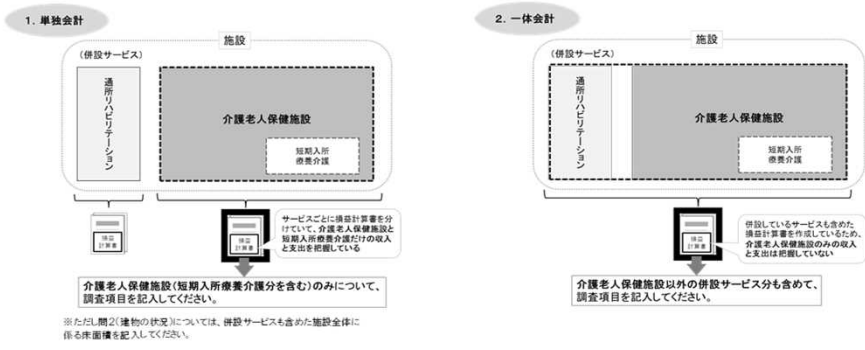 1. 単独会計
施設
(併設サービス)
通所リハビリテーション
介護老人保健施設
短期入所
療養介護
損益
計算書
損益
計算書
サービスごとに損益計算書を分
けていて、介護老人保健施設と
短期入所療養介護だけの収入
と支出を把握している
介護老人保健施設(短期入所療養介護分を含む)のみについて、
調査項目を記入してください。
※ただし問2(建物の状況)については、併設サービスも含めた施設全体に
係る床面積を記入してください。
2. 一体会計
施設
(併設サービス)
通所リハビリテーション
介護老人保健施設
短期入所
療養介護
損益
計算書
併設しているサービスも含めた
損益計算書を作成しているため、
介護老人保健施設のみの収入
と支出は把握していない
介護老人保健施設以外の併設サービス分も含めて、
調査項目を記入してください。